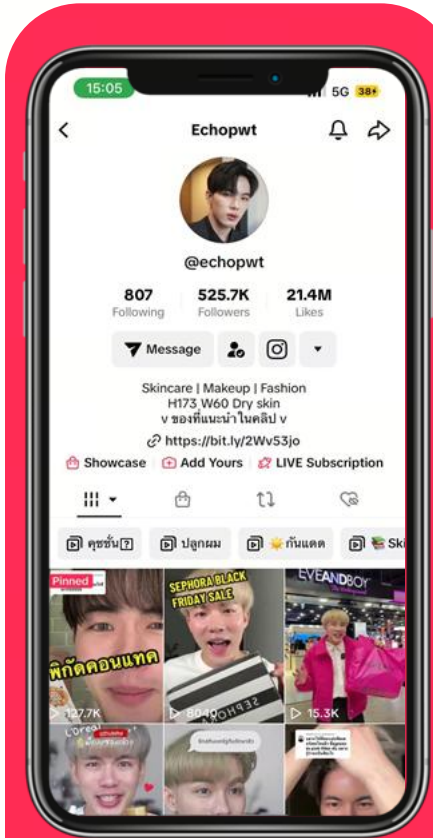 15:05
5G 38
Echopwt
@echopwt
807 525.7K 21.4M
Following Followers Likes
Message
Skincare | Makeup | Fashion
H173 W60 Dry skin
v ของที่แนะนำในคลิป v
https://bit.ly/2Wv53jo
Showcase Add Yours LIVE Subscription
คุชชั่น[?] ปลูกผม กันแดด Ski
Pinned
พิกัดคอนแทค
127.7K
SEPHORA BLACK
FRIDAY SALE
SEPHO
8040
EVEANDBOY
15.3K
L'Oreal